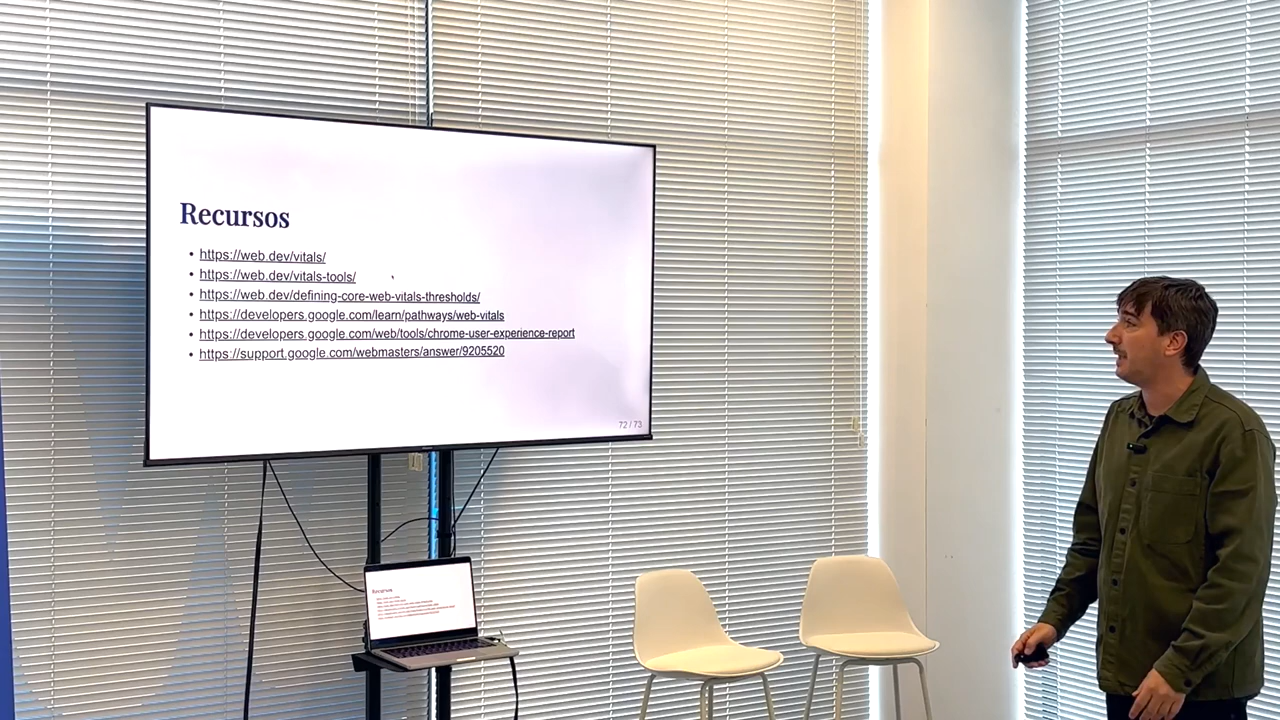 Recursos
• https://web.dev/vitals/
• https://web.dev/vitals-tools/
• https://web.dev/defining-core-web-vitals-thresholds/
• https://developers.google.com/learn/pathways/web-vitals
• https://developers.google.com/web/tools/chrome-user-experience-report
• https://support.google.com/webmasters/answer/9205520
72 / 73
Recursos